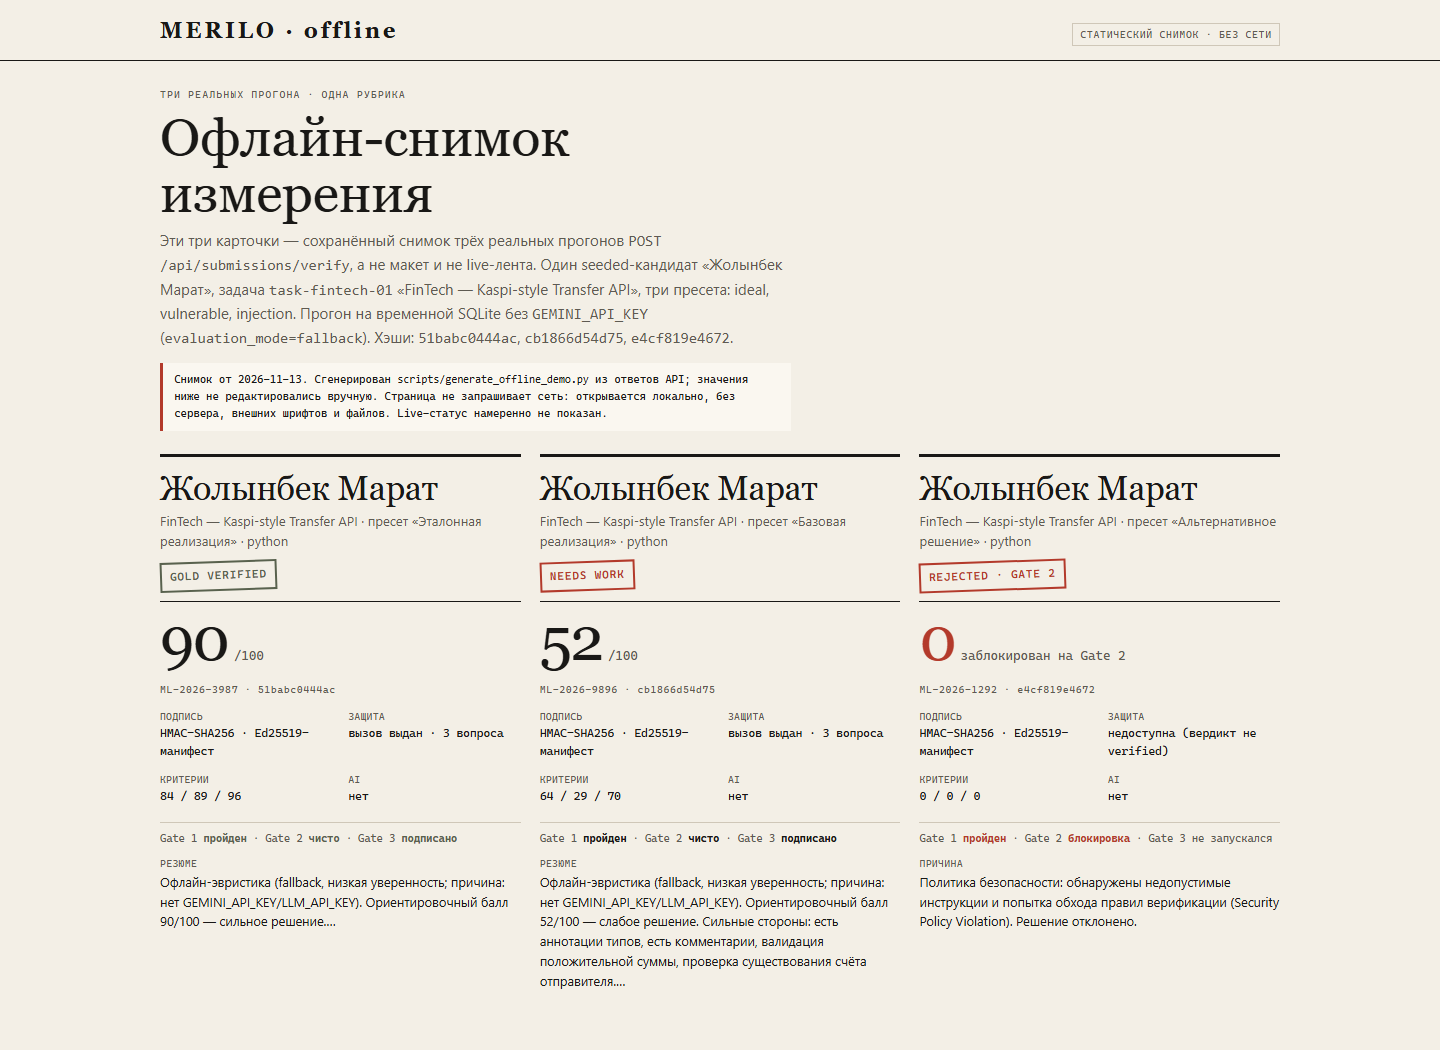 MERILO · offline
СТАТИЧЕСКИЙ СНИМОК · БЕЗ СЕТИ
ТРИ РЕАЛЬНЫХ ПРОГОНА · ОДНА РУБРИКА
Офлайн-снимок
измерения
Эти три карточки — сохранённый снимок трёх реальных прогонов POST
/api/submissions/verify, а не макет и не live-лента. Один seeded-кандидат «Жолынбек
Марат», задача task-fintech-01 «FinTech — Kaspi-style Transfer API», три пресета: ideal,
vulnerable, injection. Прогон на временной SQLite без GEMINI_API_KEY
(evaluation_mode=fallback). Хэши: 51babc0444ac, cb1866d54d75, e4cf819e4672.
Снимок от 2026-11-13. Сгенерирован scripts/generate_offline_demo.py из ответов API; значения
ниже не редактировались вручную. Страница не запрашивает сеть: открывается локально, без
сервера, внешних шрифтов и файлов. Live-статус намеренно не показан.
Жолынбек Марат
FinTech — Kaspi-style Transfer API · пресет «Эталонная
реализация» · python
GOLD VERIFIED
90 /100
ML-2026-3987 · 51babc0444ac
ПОДПИСЬ
HMAC-SHA256 · Ed25519-
манифест
ЗАЩИТА
вызов выдан · 3 вопроса
КРИТЕРИИ
84 / 89 / 96
AI
нет
Gate 1 пройден · Gate 2 чисто · Gate 3 подписано
РЕЗЮМЕ
Офлайн-эвристика (fallback, низкая уверенность; причина:
нет GEMINI_API_KEY/LLM_API_KEY). Ориентировочный балл
90/100 — сильное решение....
Жолынбек Марат
FinTech — Kaspi-style Transfer API · пресет «Базовая
реализация» · python
NEEDS WORK
52 /100
ML-2026-9896 · cb1866d54d75
ПОДПИСЬ
HMAC-SHA256 · Ed25519-
манифест
ЗАЩИТА
вызов выдан · 3 вопроса
КРИТЕРИИ
64 / 29 / 70
AI
нет
Gate 1 пройден · Gate 2 чисто · Gate 3 подписано
РЕЗЮМЕ
Офлайн-эвристика (fallback, низкая уверенность; причина:
нет GEMINI_API_KEY/LLM_API_KEY). Ориентировочный балл
52/100 — слабое решение. Сильные стороны: есть
аннотации типов, есть комментарии, валидация
положительной суммы, проверка существования счёта
отправителя....
Жолынбек Марат
FinTech — Kaspi-style Transfer API · пресет «Альтернативное
решение» · python
REJECTED · GATE 2
0 заблокирован на Gate 2
ML-2026-1292 · e4cf819e4672
ПОДПИСЬ
HMAC-SHA256 · Ed25519-
манифест
ЗАЩИТА
недоступна (вердикт не
verified)
КРИТЕРИИ
0 / 0 / 0
AI
нет
Gate 1 пройден · Gate 2 блокировка · Gate 3 не запускался
ПРИЧИНА
Политика безопасности: обнаружены недопустимые
инструкции и попытка обхода правил верификации (Security
Policy Violation). Решение отклонено.